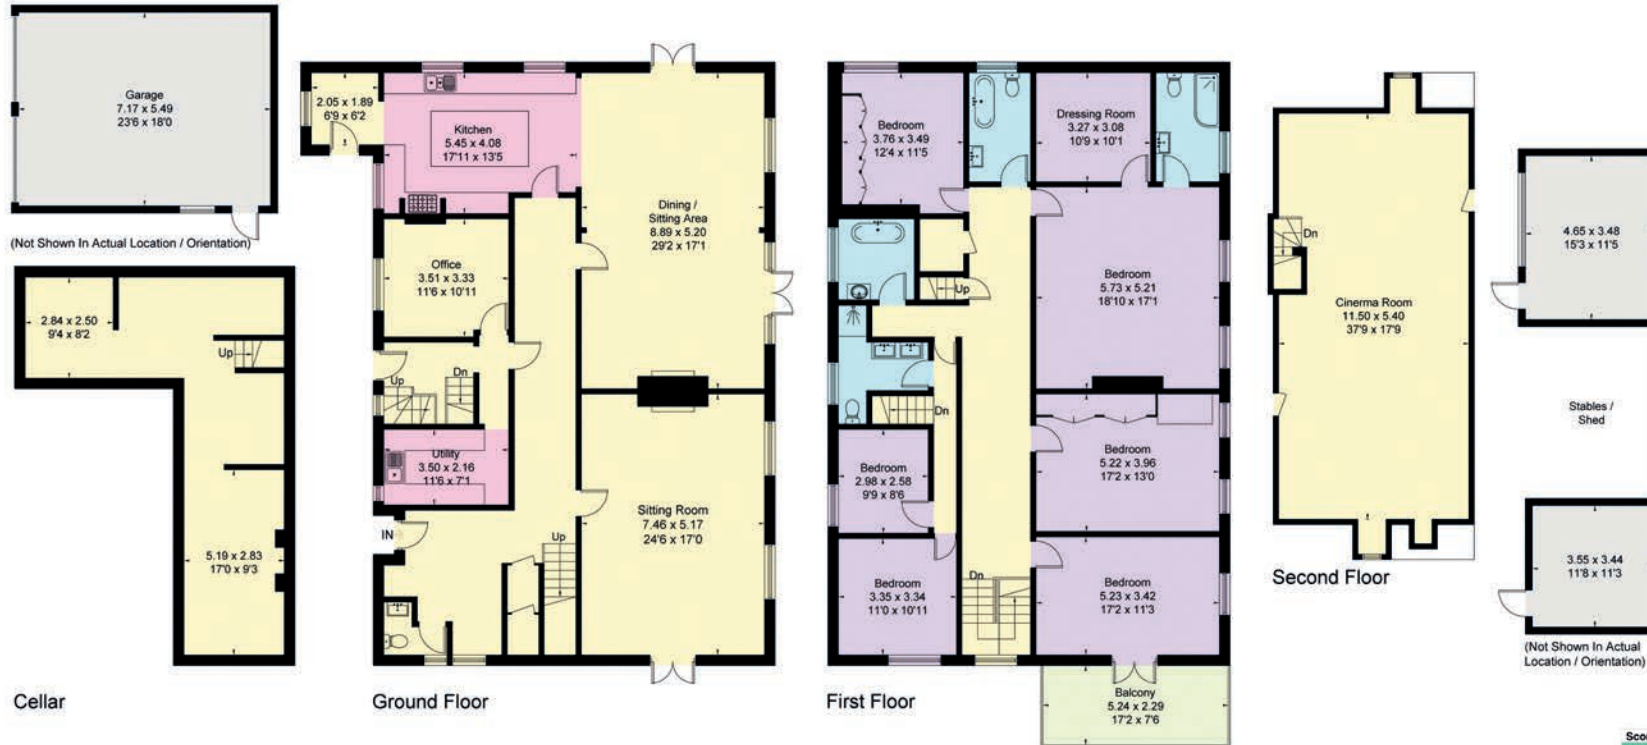 Garage
7.17 x 5.49
23'6 x 18'0
(Not Shown In Actual Location / Orientation)
2.84 x 2.50
9'4 x 8'2
Up
5.19 x 2.83
17'0 x 9'3
Cellar
2.05 x 1.89
6'9 x 6'2
Kitchen
5.45 x 4.08
17'11 x 13'5
Dining /
Sitting Area
8.89 x 5.20
29'2 x 17'1
Office
3.51 x 3.33
11'6 x 10'11
Up
Dn
Utility
3.50 x 2.16
11'6 x 7'1
IN
Up
Sitting Room
7.46 x 5.17
24'6 x 17'0
Ground Floor
Bedroom
3.76 x 3.49
12'4 x 11'5
Dressing Room
3.27 x 3.08
10'9 x 10'1
Up
Bedroom
5.73 x 5.21
18'10 x 17'1
Dn
Bedroom
2.98 x 2.58
9'9 x 8'6
Bedroom
5.22 x 3.96
17'2 x 13'0
Bedroom
3.35 x 3.34
11'0 x 10'11
Dn
Bedroom
5.23 x 3.42
17'2 x 11'3
Balcony
5.24 x 2.29
17'2 x 7'6
First Floor
Dn
Cinerma Room
11.50 x 5.40
37'9 x 17'9
Second Floor
4.65 x 3.48
15'3 x 11'5
Stables /
Shed
3.55 x 3.44
11'8 x 11'3
(Not Shown In Actual
Location / Orientation)